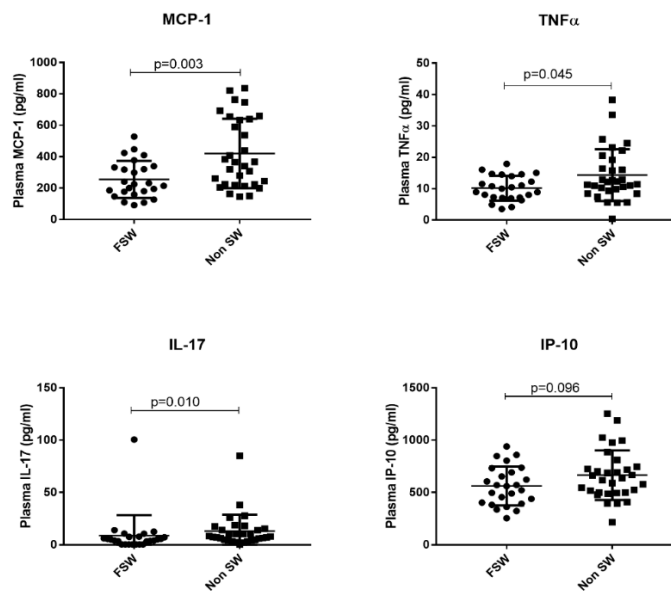 MCP-1
Plasma MCP-1 (pg/ml)
1000
800
600
400
200
0
p=0.003
FSW
Non SW
TNFα
Plasma TNFα (pg/ml)
50
40
30
20
10
0
p=0.045
FSW
Non SW
IL-17
Plasma IL-17 (pg/ml)
150
100
50
0
p=0.010
FSW
Non SW
IP-10
Plasma IP-10 (pg/ml)
1500
1000
500
0
p=0.096
FSW
Non SW